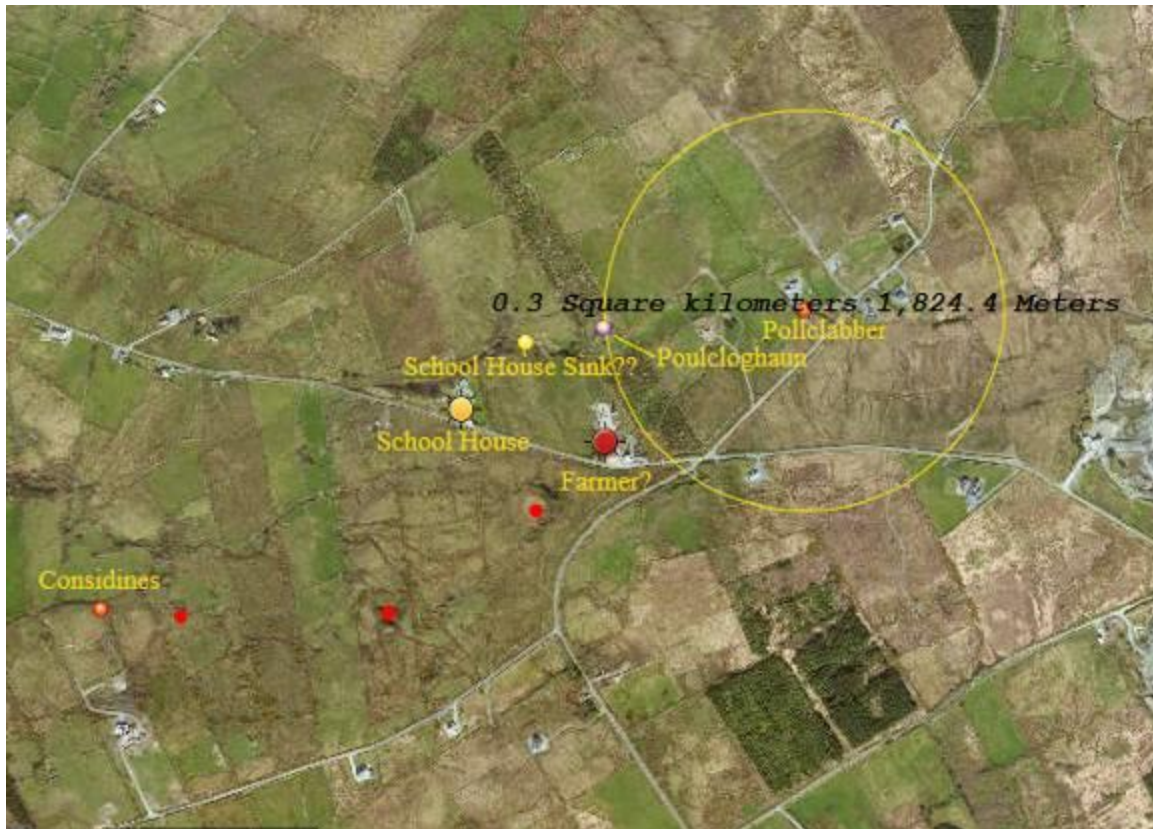 0.3 Square kilometers:1,824.4 Meters
Pollclabber
School House Sink??
Poulcloghaun
School House
Farmer?
Considines